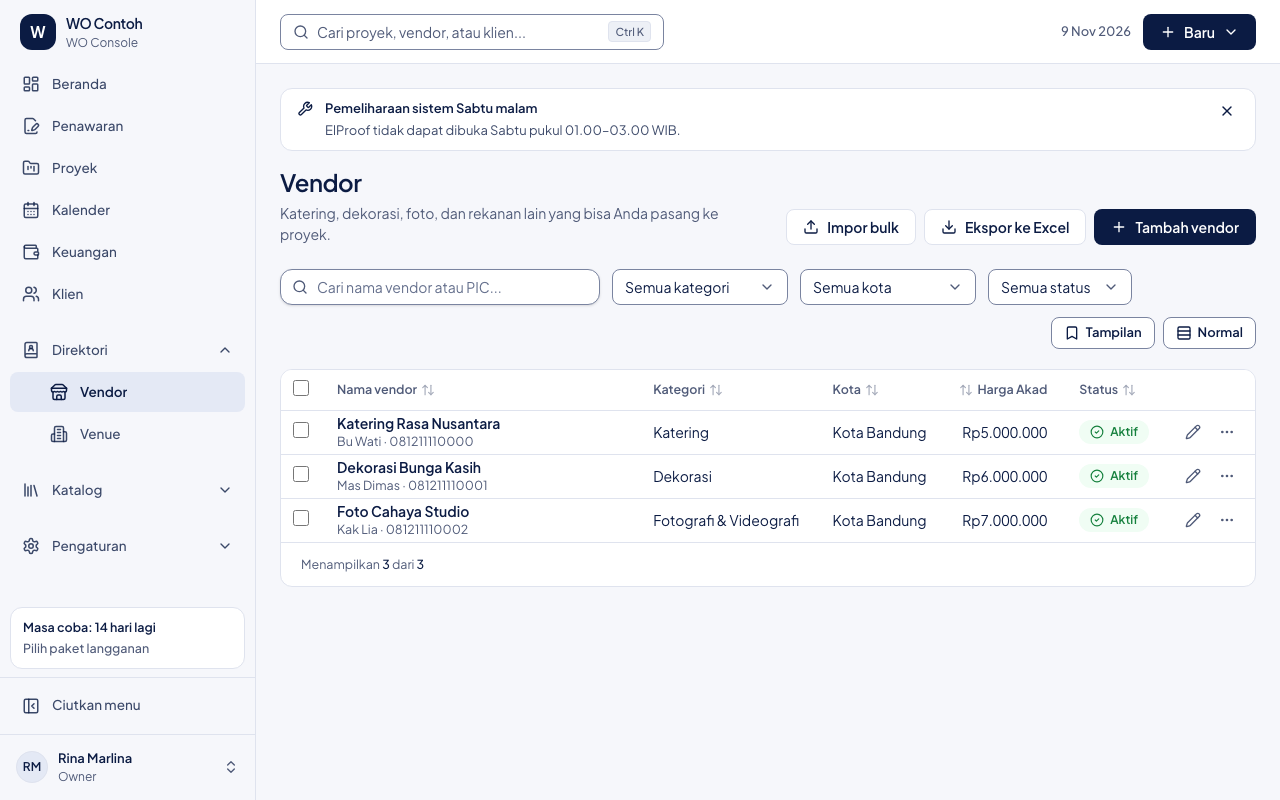 W
WO Contoh
WO Console
Beranda
Penawaran
Proyek
Kalender
Keuangan
Klien
Direktori
Vendor
Venue
Katalog
Pengaturan
Masa coba: 14 hari lagi
Pilih paket langganan
Ciutkan menu
RM
Rina Marlina
Owner
Cari proyek, vendor, atau klien...
Ctrl K
9 Nov 2026
Baru
Pemeliharaan sistem Sabtu malam
ElProof tidak dapat dibuka Sabtu pukul 01.00–03.00 WIB.
Vendor
Katering, dekorasi, foto, dan rekanan lain yang bisa Anda pasang ke
proyek.
Impor bulk
Ekspor ke Excel
Tambah vendor
Cari nama vendor atau PIC...
Semua kategori
Semua kota
Semua status
Tampilan
Normal
Nama vendor Kategori Kota Harga Akad Status
Katering Rasa Nusantara
Bu Wati · 081211110000
Katering Kota Bandung Rp5.000.000 Aktif
Dekorasi Bunga Kasih
Mas Dimas · 081211110001
Dekorasi Kota Bandung Rp6.000.000 Aktif
Foto Cahaya Studio
Kak Lia · 081211110002
Fotografi & Videografi Kota Bandung Rp7.000.000 Aktif
Menampilkan 3 dari 3